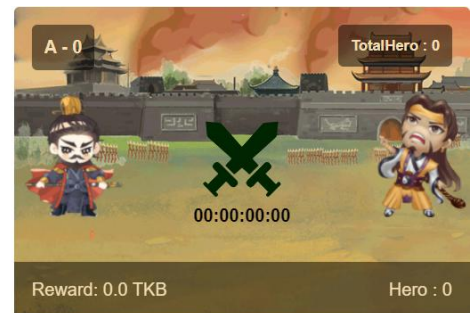 A - 0
TotalHero : 0
00:00:00:00
Reward: 0.0 TKB
Hero : 0